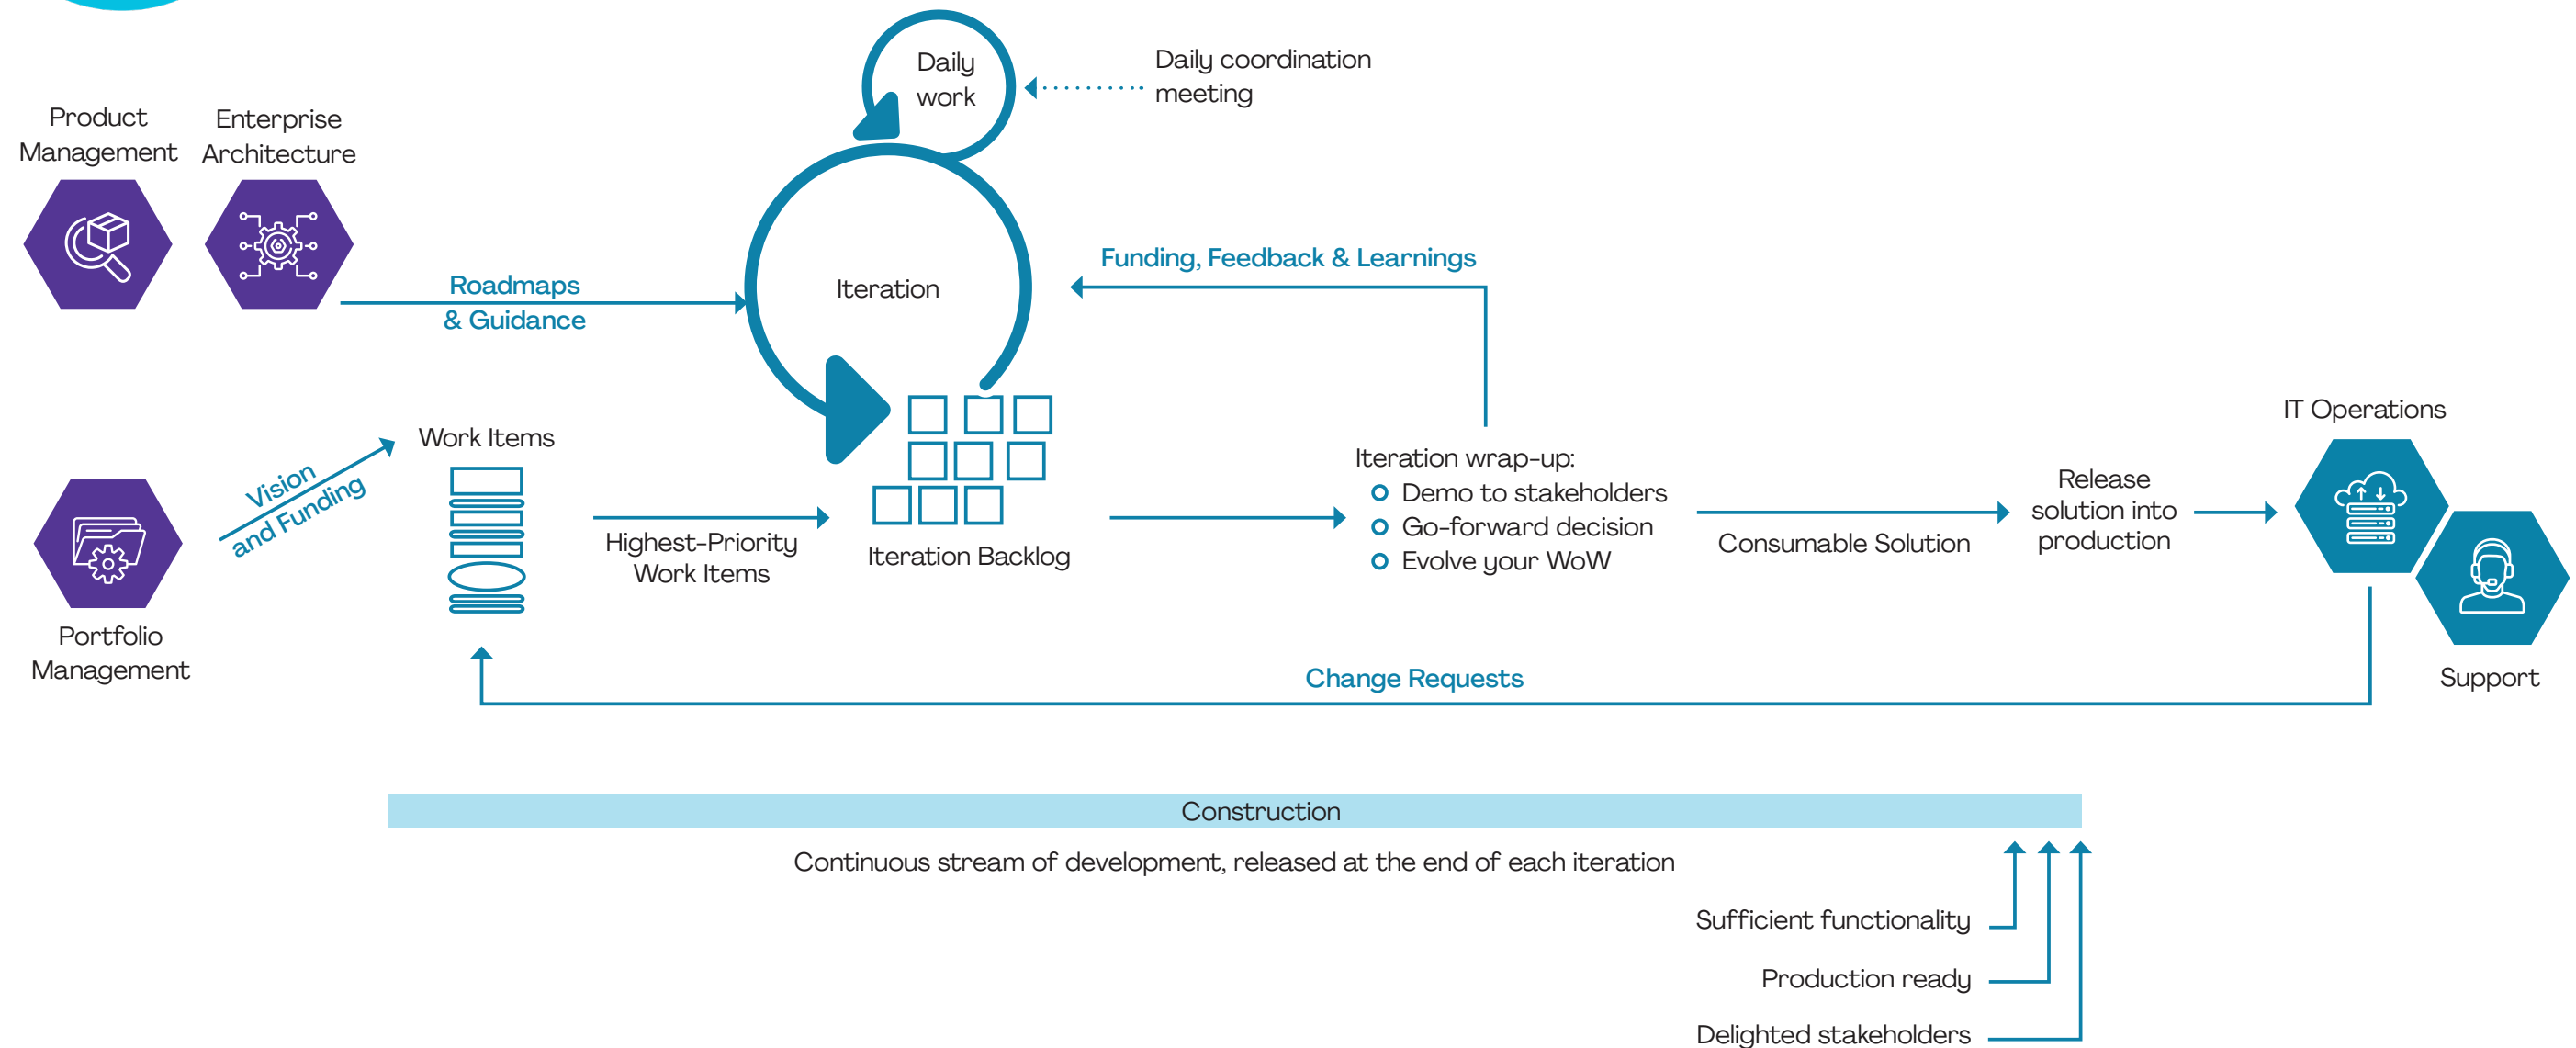 Daily
work
Daily coordination
meeting
Product
Management
Enterprise
Architecture
Roadmaps
& Guidance
Iteration
Funding, Feedback & Learnings
Vision
and Funding
Portfolio
Management
Work Items
Highest-Priority
Work Items
Iteration Backlog
Iteration wrap-up:
Demo to stakeholders
Go-forward decision
Evolve your WoW
Consumable Solution
Release
solution into
production
IT Operations
Support
Change Requests
Construction
Continuous stream of development, released at the end of each iteration
Sufficient functionality
Production ready
Delighted stakeholders